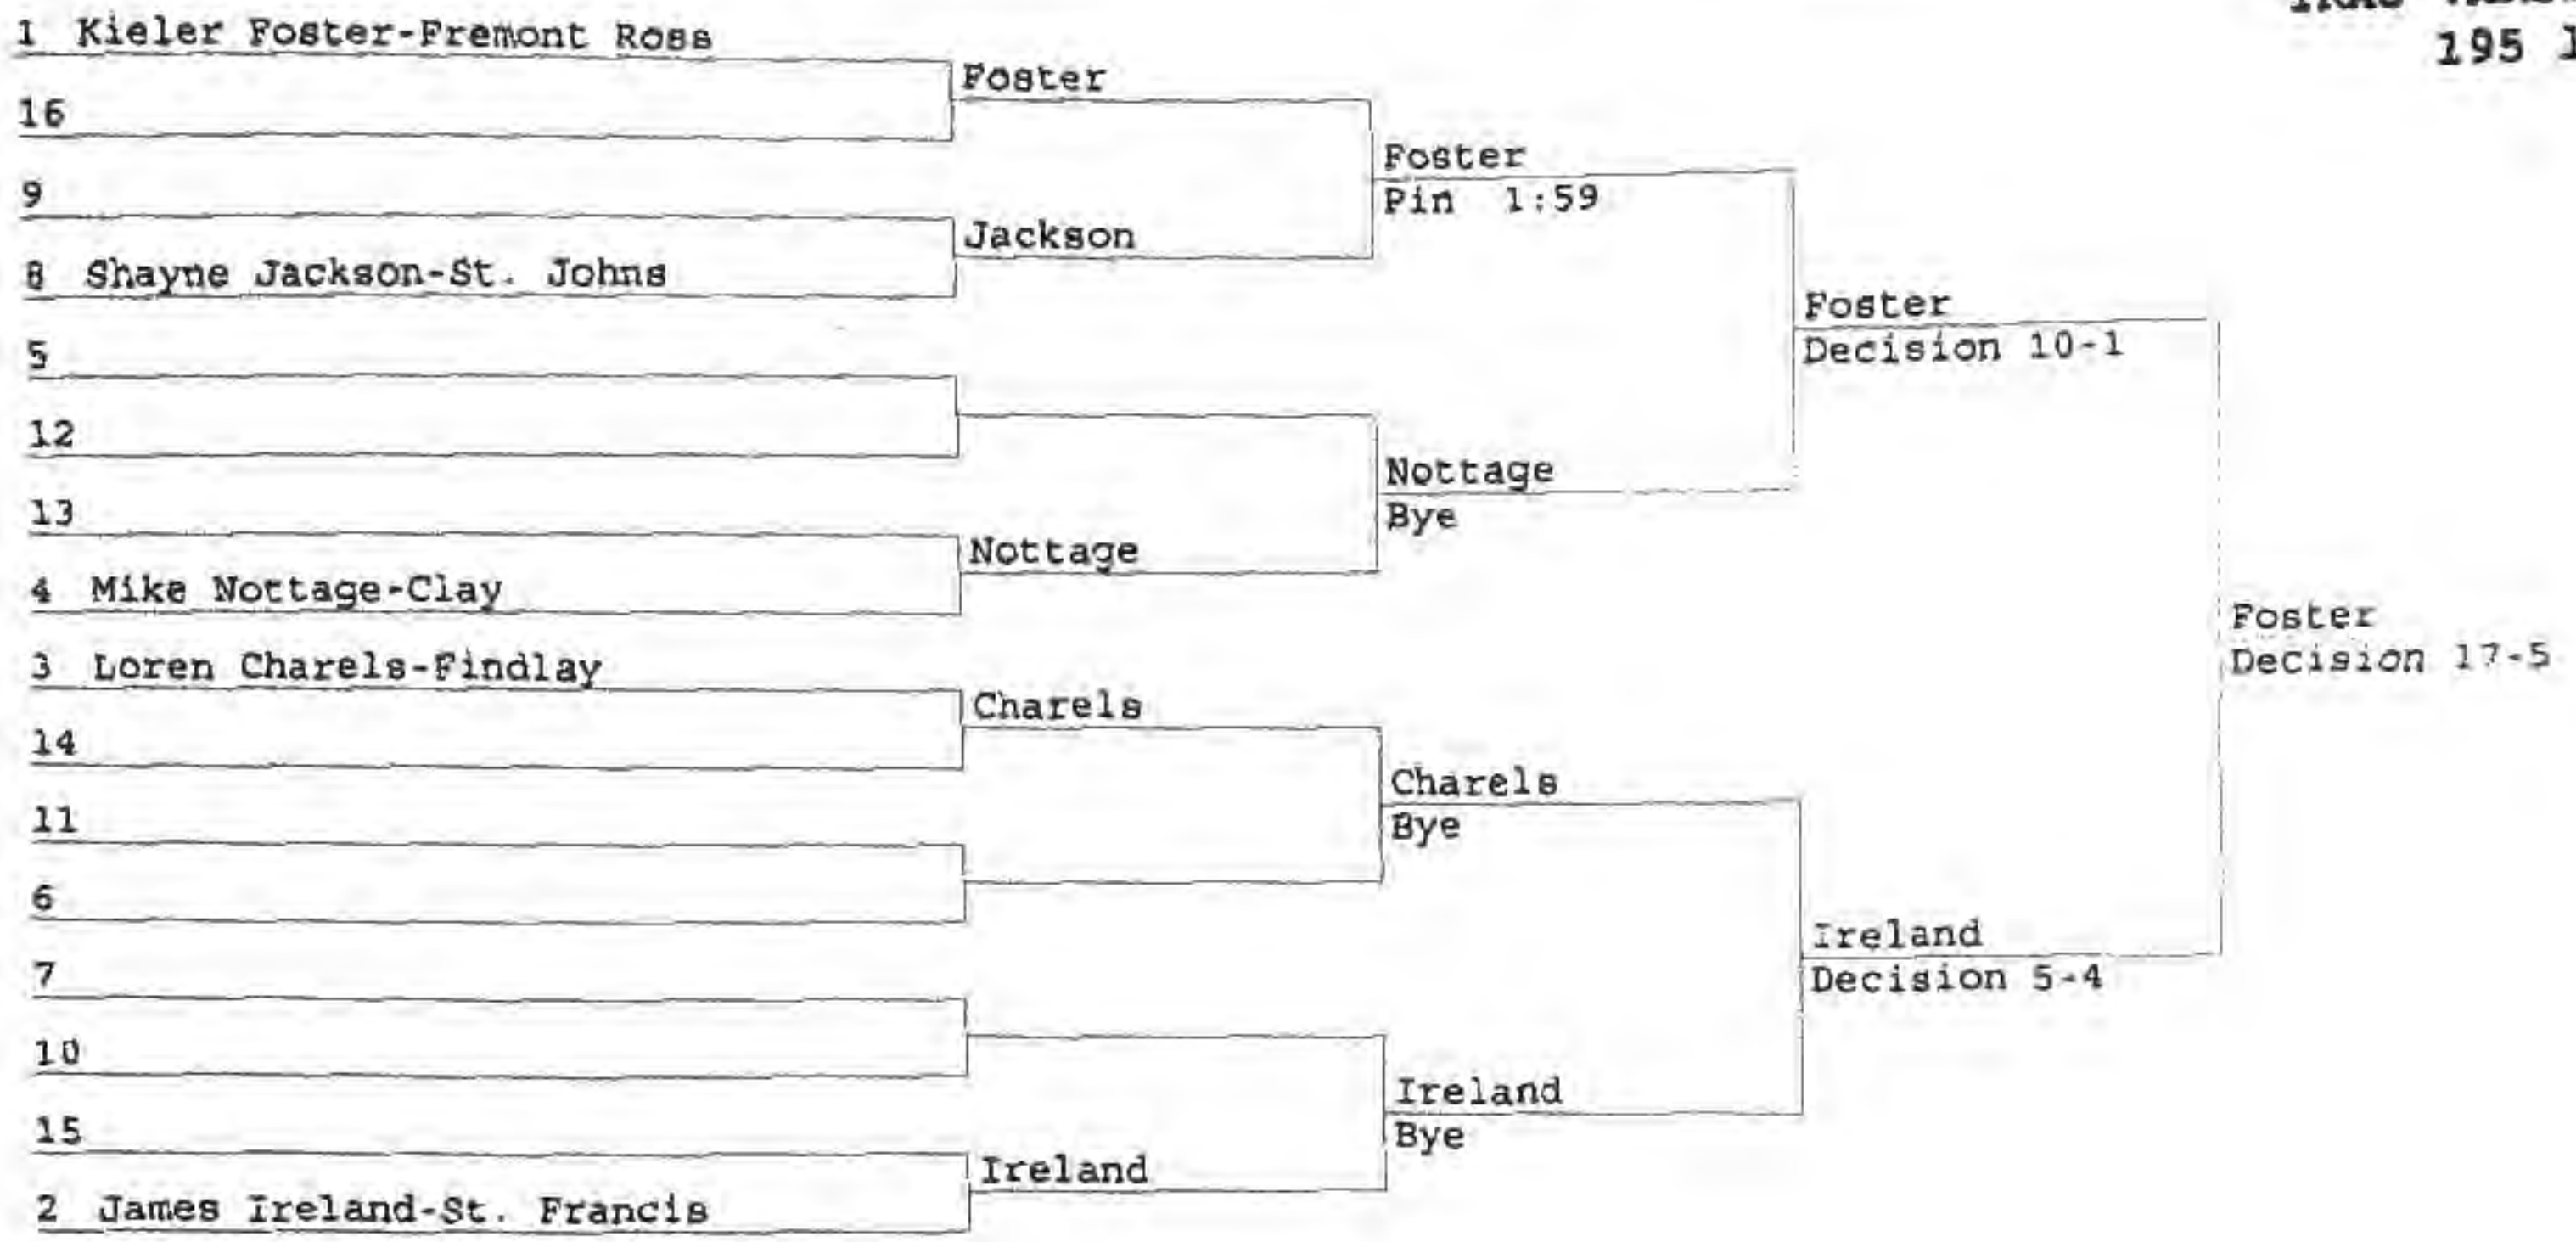 195
1 Kieler Foster-Fremont Ross
Foster
16
Foster
Pin 1:59
9
Jackson
8 Shayne Jackson-St. Johns
Foster
Decision 10-1
5
12
Nottage
Bye
13
Nottage
4 Mike Nottage-Clay
Foster
Decision 17-5
3 Loren Charels-Findlay
Charels
14
Charels
Bye
11
6
Ireland
Decision 5-4
7
10
Ireland
Bye
15
Ireland
2 James Ireland-St. Francis